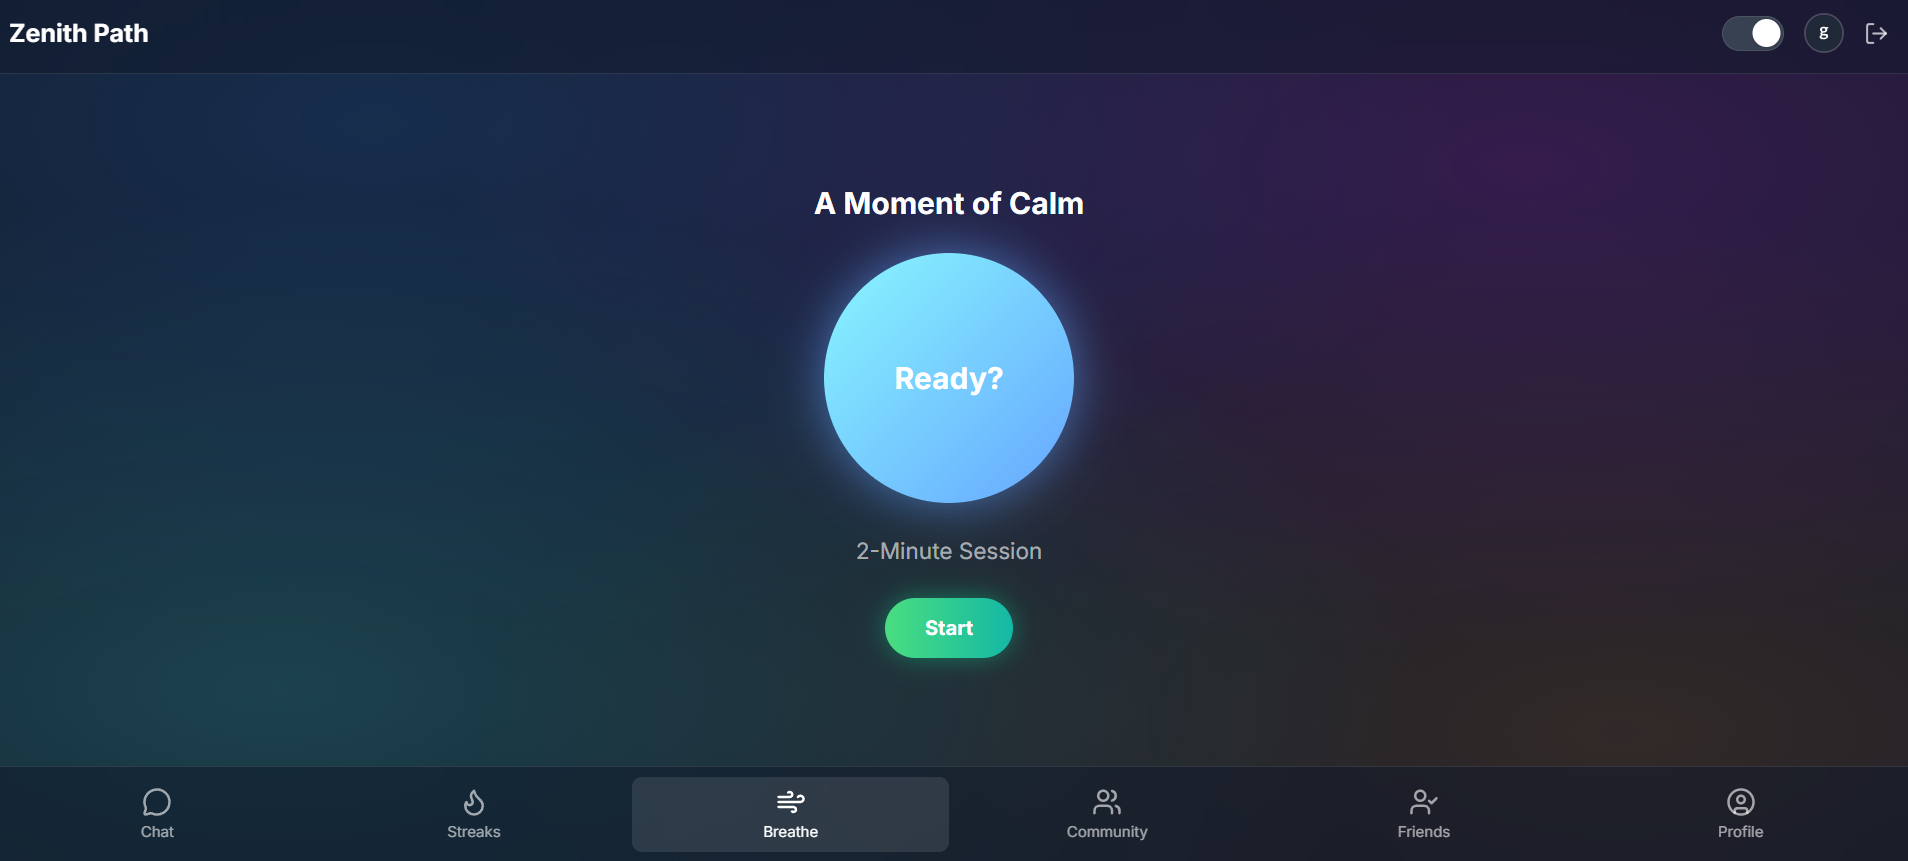 Zenith Path
g
A Moment of Calm
Ready?
2-Minute Session
Start
Chat
Streaks
Breathe
Community
Friends
Profile